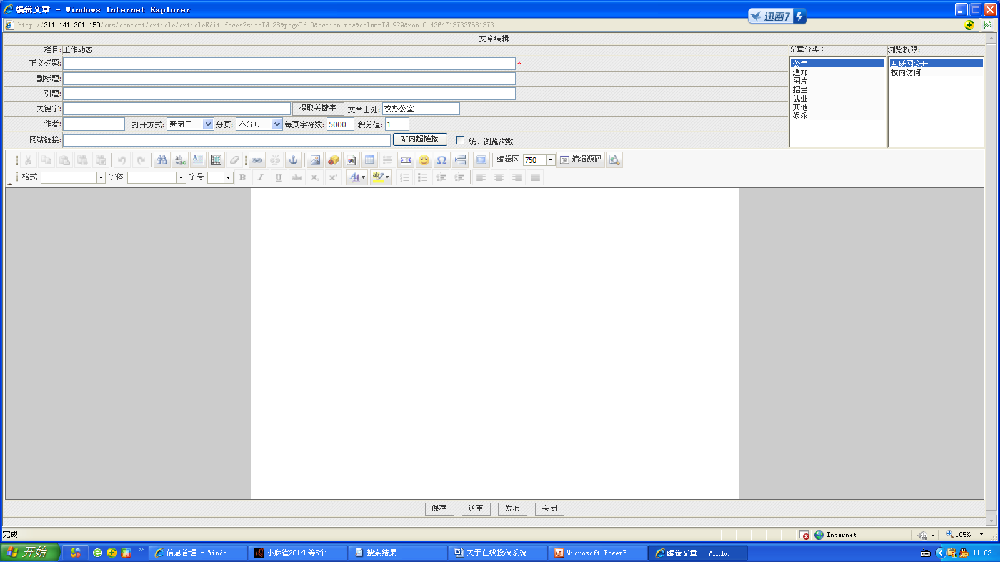 编辑文章 - Windows Internet Explorer
迅雷7
http://211.141.201.150/cms/content/article/articleEdit.faces?siteId=28&pageId=0&action=new&columnId=929&ran=0.43647137327681373
文章编辑
栏目: 工作动态
文章分类：
浏览权限:
正文标题: *
副标题:
引题:
关键字: 提取关键字 文章出处: 校办公室
作者: 打开方式: 新窗口 分页: 不分页 每页字符数: 5000 积分值: 1
网站链接: 站内超链接 统计浏览次数
公告
通知
图片
招生
就业
其他
娱乐
互联网公开
校内访问
编辑区 750 编辑源码
格式 字体 字号 B I U abc X₂ X²
保存 送审 发布 关闭
完成
Internet
105%
开始
信息管理 - Windo...
小麻雀2014 等5个...
搜索结果
关于在线投稿系统...
Microsoft PowerP...
编辑文章 - Windo...
11:02